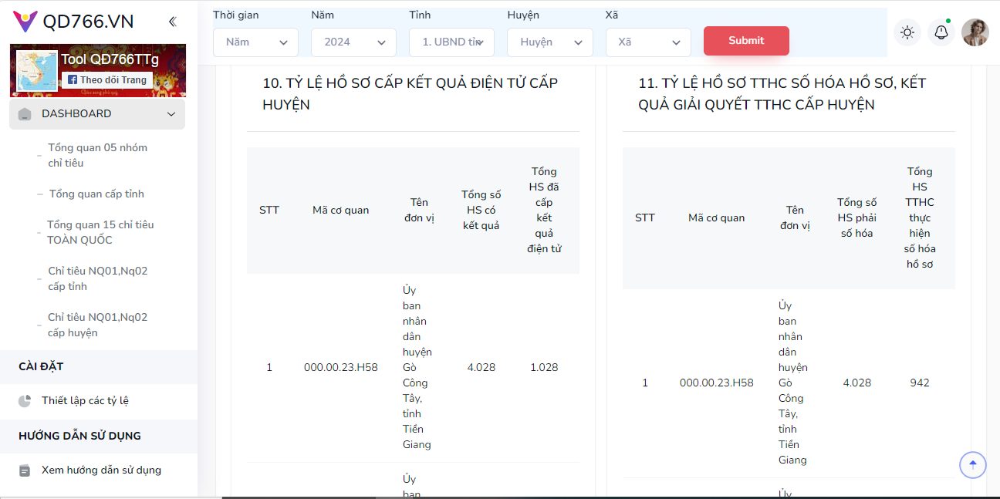 QD766.VN
Tool QĐ766TTg
Theo dõi Trang
DASHBOARD
Tổng quan 05 nhóm
chỉ tiêu
Tổng quan cấp tỉnh
Tổng quan 15 chỉ tiêu
TOÀN QUỐC
Chỉ tiêu NQ01,Nq02
cấp tỉnh
Chỉ tiêu NQ01,Nq02
cấp huyện
CÀI ĐẶT
Thiết lập các tỷ lệ
HƯỚNG DẪN SỬ DỤNG
Xem hướng dẫn sử dụng
Thời gian
Năm
Tỉnh
Huyện
Xã
Năm
2024
1. UBND tỉn
Huyện
Xã
Submit
10. TỶ LỆ HỒ SƠ CẤP KẾT QUẢ ĐIỆN TỬ CẤP
HUYỆN
STT
Mã cơ quan
Tên
đơn vị
Tổng số
HS có
kết quả
Tổng
HS đã
cấp
kết
quả
điện tử
1
000.00.23.H58
Ủy
ban
nhân
dân
huyện
Gò
Công
Tây,
tỉnh
Tiền
Giang
4.028
1.028
Ủy
ban
11. TỶ LỆ HỒ SƠ TTHC SỐ HÓA HỒ SƠ, KẾT
QUẢ GIẢI QUYẾT TTHC CẤP HUYỆN
STT
Mã cơ quan
Tên
đơn vị
Tổng số
HS phải
số hóa
Tổng
HS
TTHC
thực
hiện
số hóa
hồ sơ
1
000.00.23.H58
Ủy
ban
nhân
dân
huyện
Gò
Công
Tây,
tỉnh
Tiền
Giang
4.028
942
Ủy